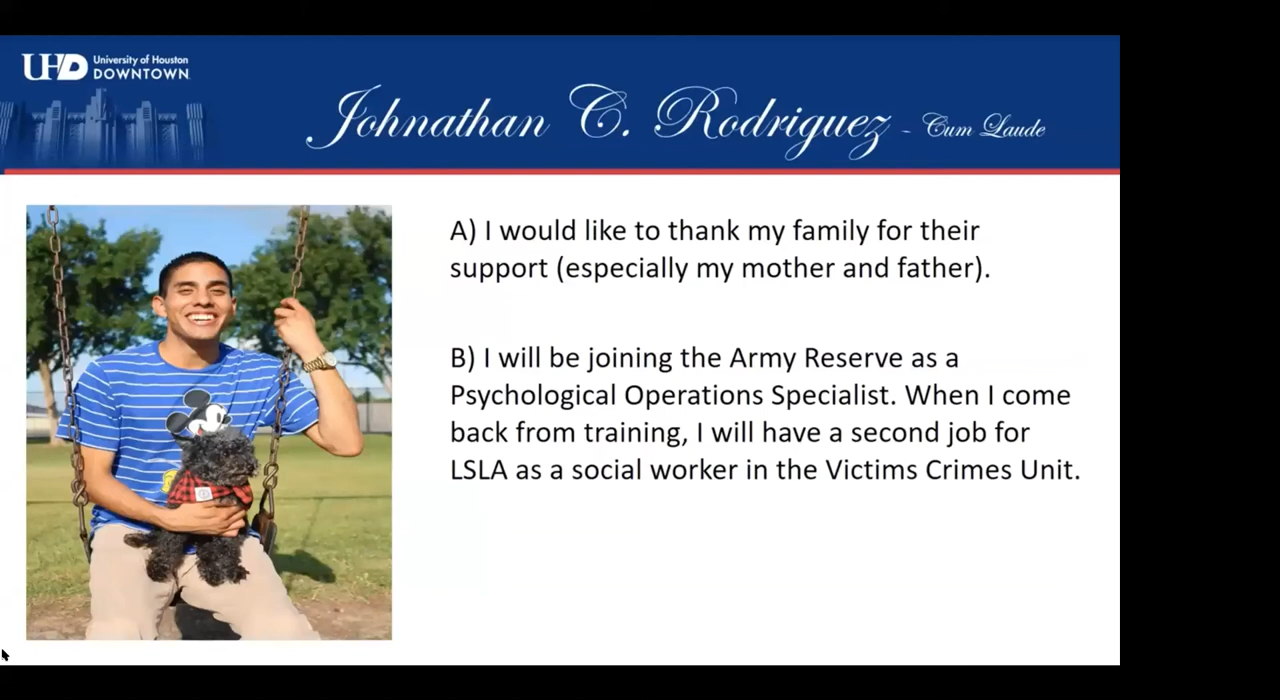 UHD University of Houston
DOWNTOWN
Johnathan C. Rodriguez - Cum Laude
A) I would like to thank my family for their
support (especially my mother and father).
B) I will be joining the Army Reserve as a
Psychological Operations Specialist. When I come
back from training, I will have a second job for
LSLA as a social worker in the Victims Crimes Unit.